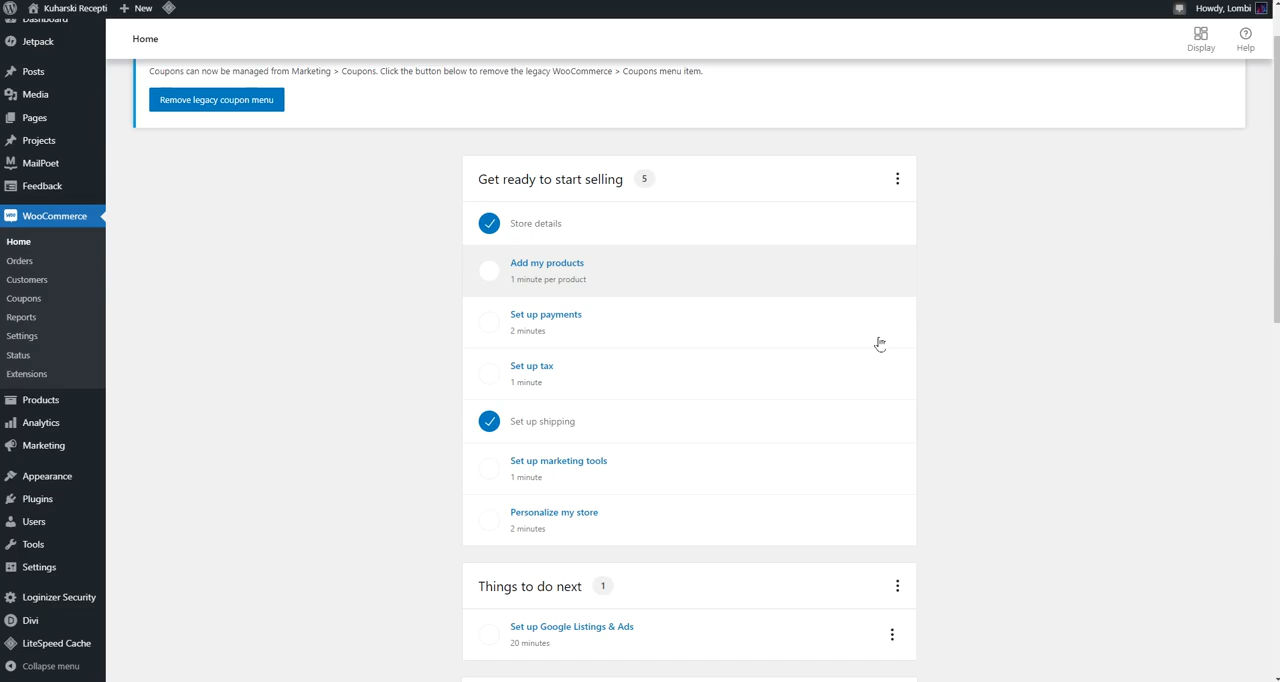 Kuharski Recepti
New
Howdy, Lombi
Dashboard
Jetpack
Posts
Media
Pages
Projects
MailPoet
Feedback
WooCommerce
Home
Orders
Customers
Coupons
Reports
Settings
Status
Extensions
Products
Analytics
Marketing
Appearance
Plugins
Users
Tools
Settings
Loginizer Security
Divi
LiteSpeed Cache
Collapse menu
Home
Display
Help
Coupons can now be managed from Marketing > Coupons. Click the button below to remove the legacy WooCommerce > Coupons menu item.
Remove legacy coupon menu
Get ready to start selling 5
Store details
Add my products
1 minute per product
Set up payments
2 minutes
Set up tax
1 minute
Set up shipping
Set up marketing tools
1 minute
Personalize my store
2 minutes
Things to do next 1
Set up Google Listings & Ads
20 minutes